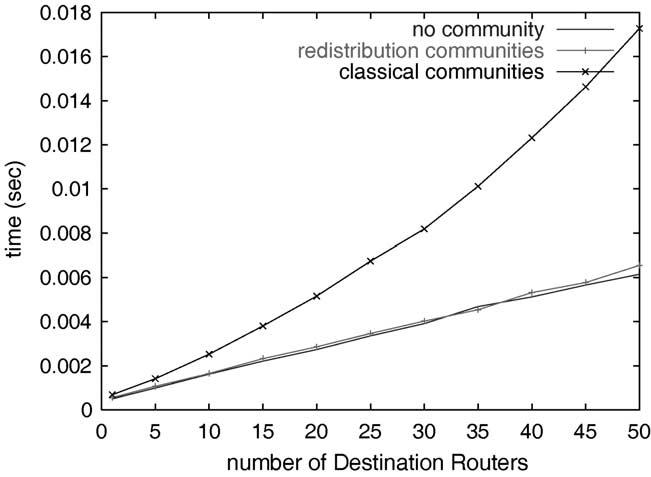 0.018
0.016
0.014
0.012
0.01
0.008
0.006
0.004
0.002
0
time (sec)
no community
redistribution communities
classical communities
0 5 10 15 20 25 30 35 40 45 50
number of Destination Routers